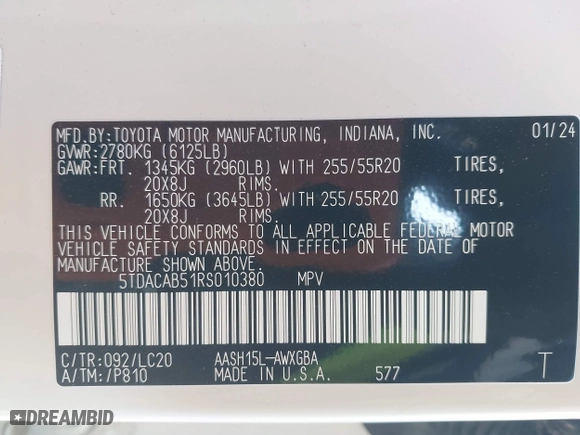 MFD.BY:TOYOTA MOTOR MANUFACTURING, INDIANA, INC. 01/24
GVWR:2780KG (6125LB)
GAWR:FRT. 1345KG (2960LB) WITH 255/55R20 TIRES,
20X8J RIMS.
RR. 1650KG (3645LB) WITH 255/55R20 TIRES,
20X8J RIMS.
THIS VEHICLE CONFORMS TO ALL APPLICABLE FEDERAL MOTOR
VEHICLE SAFETY STANDARDS IN EFFECT ON THE DATE OF
MANUFACTURE SHOWN ABOVE.
5TDACAB51RS010380 MPV
C/TR:092/LC20 AASH15L-AWXGBA
A/TM:/P810 MADE IN U.S.A. 577 T
DREAMBID